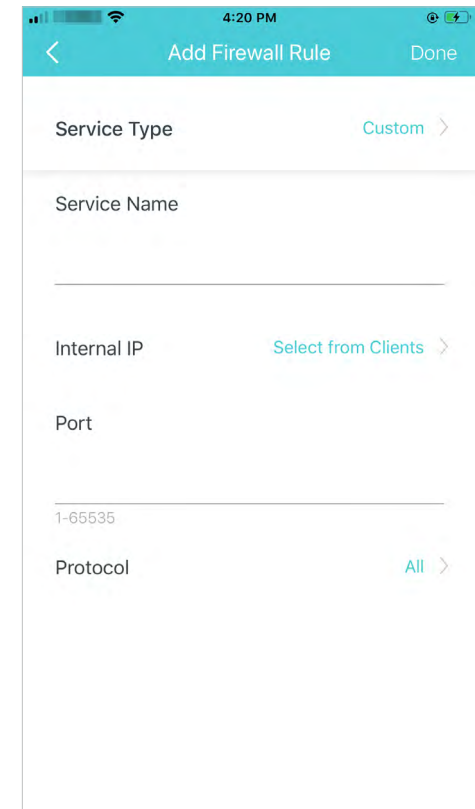 4:20 PM
Add Firewall Rule Done
Service Type Custom
Service Name
Internal IP Select from Clients
Port
1-65535
Protocol All